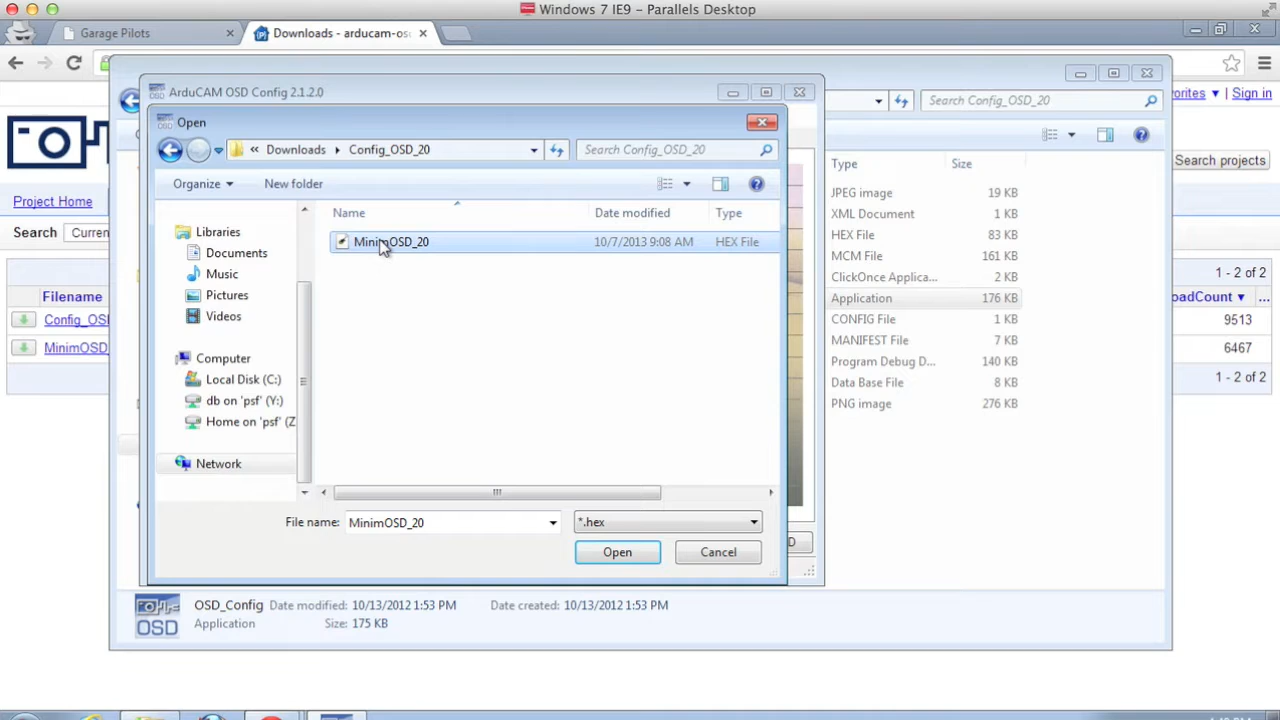 Windows 7 IE9 - Parallels Desktop
Garage Pilots
Downloads - arducam-os
Search Config_OSD_20
vorites ▼ | Sign in
ArduCAM OSD Config 2.1.2.0
Open
« Downloads Config_OSD_20
Search Config_OSD_20
Search projects
Organize
New folder
Project Home
Search Curren
Name Date modified Type
MinimOSD_20 10/7/2013 9:08 AM HEX File
Libraries
Documents
Music
Pictures
Videos
Computer
Local Disk (C:)
db on 'psf' (Y:)
Home on 'psf' (Z
Network
File name: MinimOSD_20
*.hex
Open Cancel
Type Size
JPEG image 19 KB
XML Document 1 KB
HEX File 83 KB
MCM File 161 KB
ClickOnce Applica... 2 KB
Application 176 KB
CONFIG File 1 KB
MANIFEST File 7 KB
Program Debug D... 140 KB
Data Base File 8 KB
PNG image 276 KB
D
1 - 2 of 2
Filename
oadCount ▼ ...
Config_OS
9513
MinimOSD_
6467
1 - 2 of 2
OSD_Config Date modified: 10/13/2012 1:53 PM Date created: 10/13/2012 1:53 PM
Application Size: 175 KB
OSD